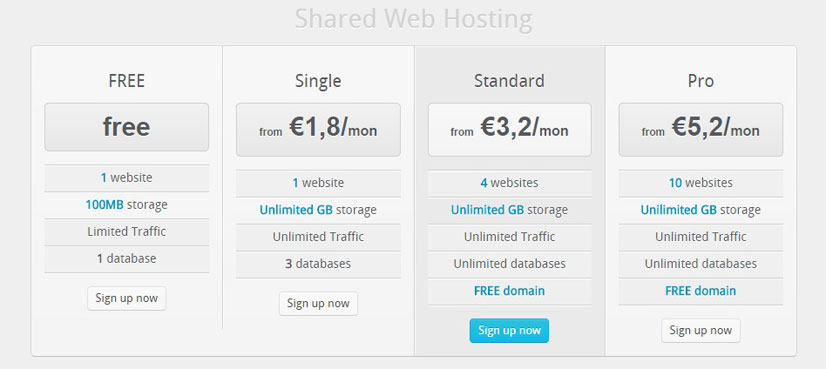 Shared Web Hosting
FREE
free
1 website
100MB storage
Limited Traffic
1 database
Sign up now
Single
from €1,8/mon
1 website
Unlimited GB storage
Unlimited Traffic
3 databases
Sign up now
Standard
from €3,2/mon
4 websites
Unlimited GB storage
Unlimited Traffic
Unlimited databases
FREE domain
Sign up now
Pro
from €5,2/mon
10 websites
Unilimited GB storage
Unlimited Traffic
Unlimited databases
FREE domain
Sign up now